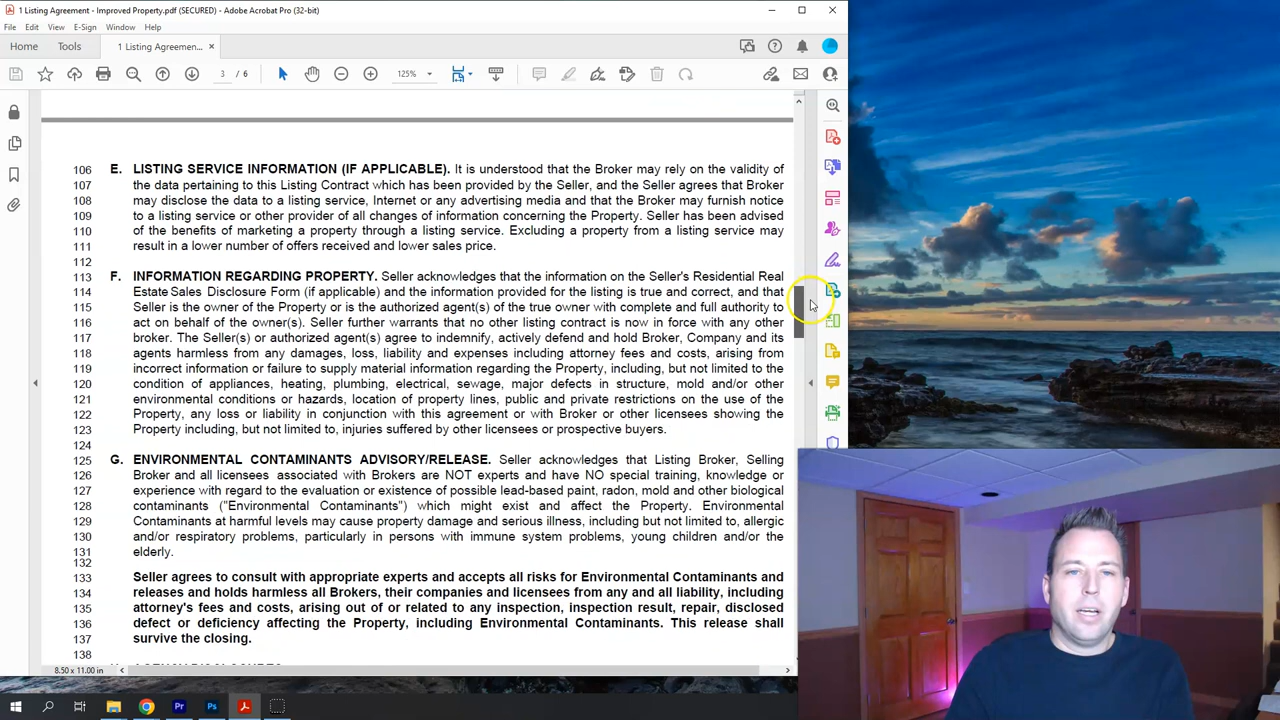 1 Listing Agreement - Improved Property.pdf (SECURED) - Adobe Acrobat Pro (32-bit)
File Edit View E-Sign Window Help
Home Tools 1 Listing Agreemen... ×
3 / 6 125%
106 E. LISTING SERVICE INFORMATION (IF APPLICABLE). It is understood that the Broker may rely on the validity of
107 the data pertaining to this Listing Contract which has been provided by the Seller, and the Seller agrees that Broker
108 may disclose the data to a listing service, Internet or any advertising media and that the Broker may furnish notice
109 to a listing service or other provider of all changes of information concerning the Property. Seller has been advised
110 of the benefits of marketing a property through a listing service. Excluding a property from a listing service may
111 result in a lower number of offers received and lower sales price.
112
113 F. INFORMATION REGARDING PROPERTY. Seller acknowledges that the information on the Seller's Residential Real
114 Estate Sales Disclosure Form (if applicable) and the information provided for the listing is true and correct, and that
115 Seller is the owner of the Property or is the authorized agent(s) of the true owner with complete and full authority to
116 act on behalf of the owner(s). Seller further warrants that no other listing contract is now in force with any other
117 broker. The Seller(s) or authorized agent(s) agree to indemnify, actively defend and hold Broker, Company and its
118 agents harmless from any damages, loss, liability and expenses including attorney fees and costs, arising from
119 incorrect information or failure to supply material information regarding the Property, including, but not limited to the
120 condition of appliances, heating, plumbing, electrical, sewage, major defects in structure, mold and/or other
121 environmental conditions or hazards, location of property lines, public and private restrictions on the use of the
122 Property, any loss or liability in conjunction with this agreement or with Broker or other licensees showing the
123 Property including, but not limited to, injuries suffered by other licensees or prospective buyers.
124
125 G. ENVIRONMENTAL CONTAMINANTS ADVISORY/RELEASE. Seller acknowledges that Listing Broker, Selling
126 Broker and all licensees associated with Brokers are NOT experts and have NO special training, knowledge or
127 experience with regard to the evaluation or existence of possible lead-based paint, radon, mold and other biological
128 contaminants ("Environmental Contaminants") which might exist and affect the Property. Environmental
129 Contaminants at harmful levels may cause property damage and serious illness, including but not limited to, allergic
130 and/or respiratory problems, particularly in persons with immune system problems, young children and/or the
131 elderly.
132
133 Seller agrees to consult with appropriate experts and accepts all risks for Environmental Contaminants and
134 releases and holds harmless all Brokers, their companies and licensees from any and all liability, including
135 attorney's fees and costs, arising out of or related to any inspection, inspection result, repair, disclosed
136 defect or deficiency affecting the Property, including Environmental Contaminants. This release shall
137 survive the closing.
138
8.50 x 11.00 in
Pr Ps